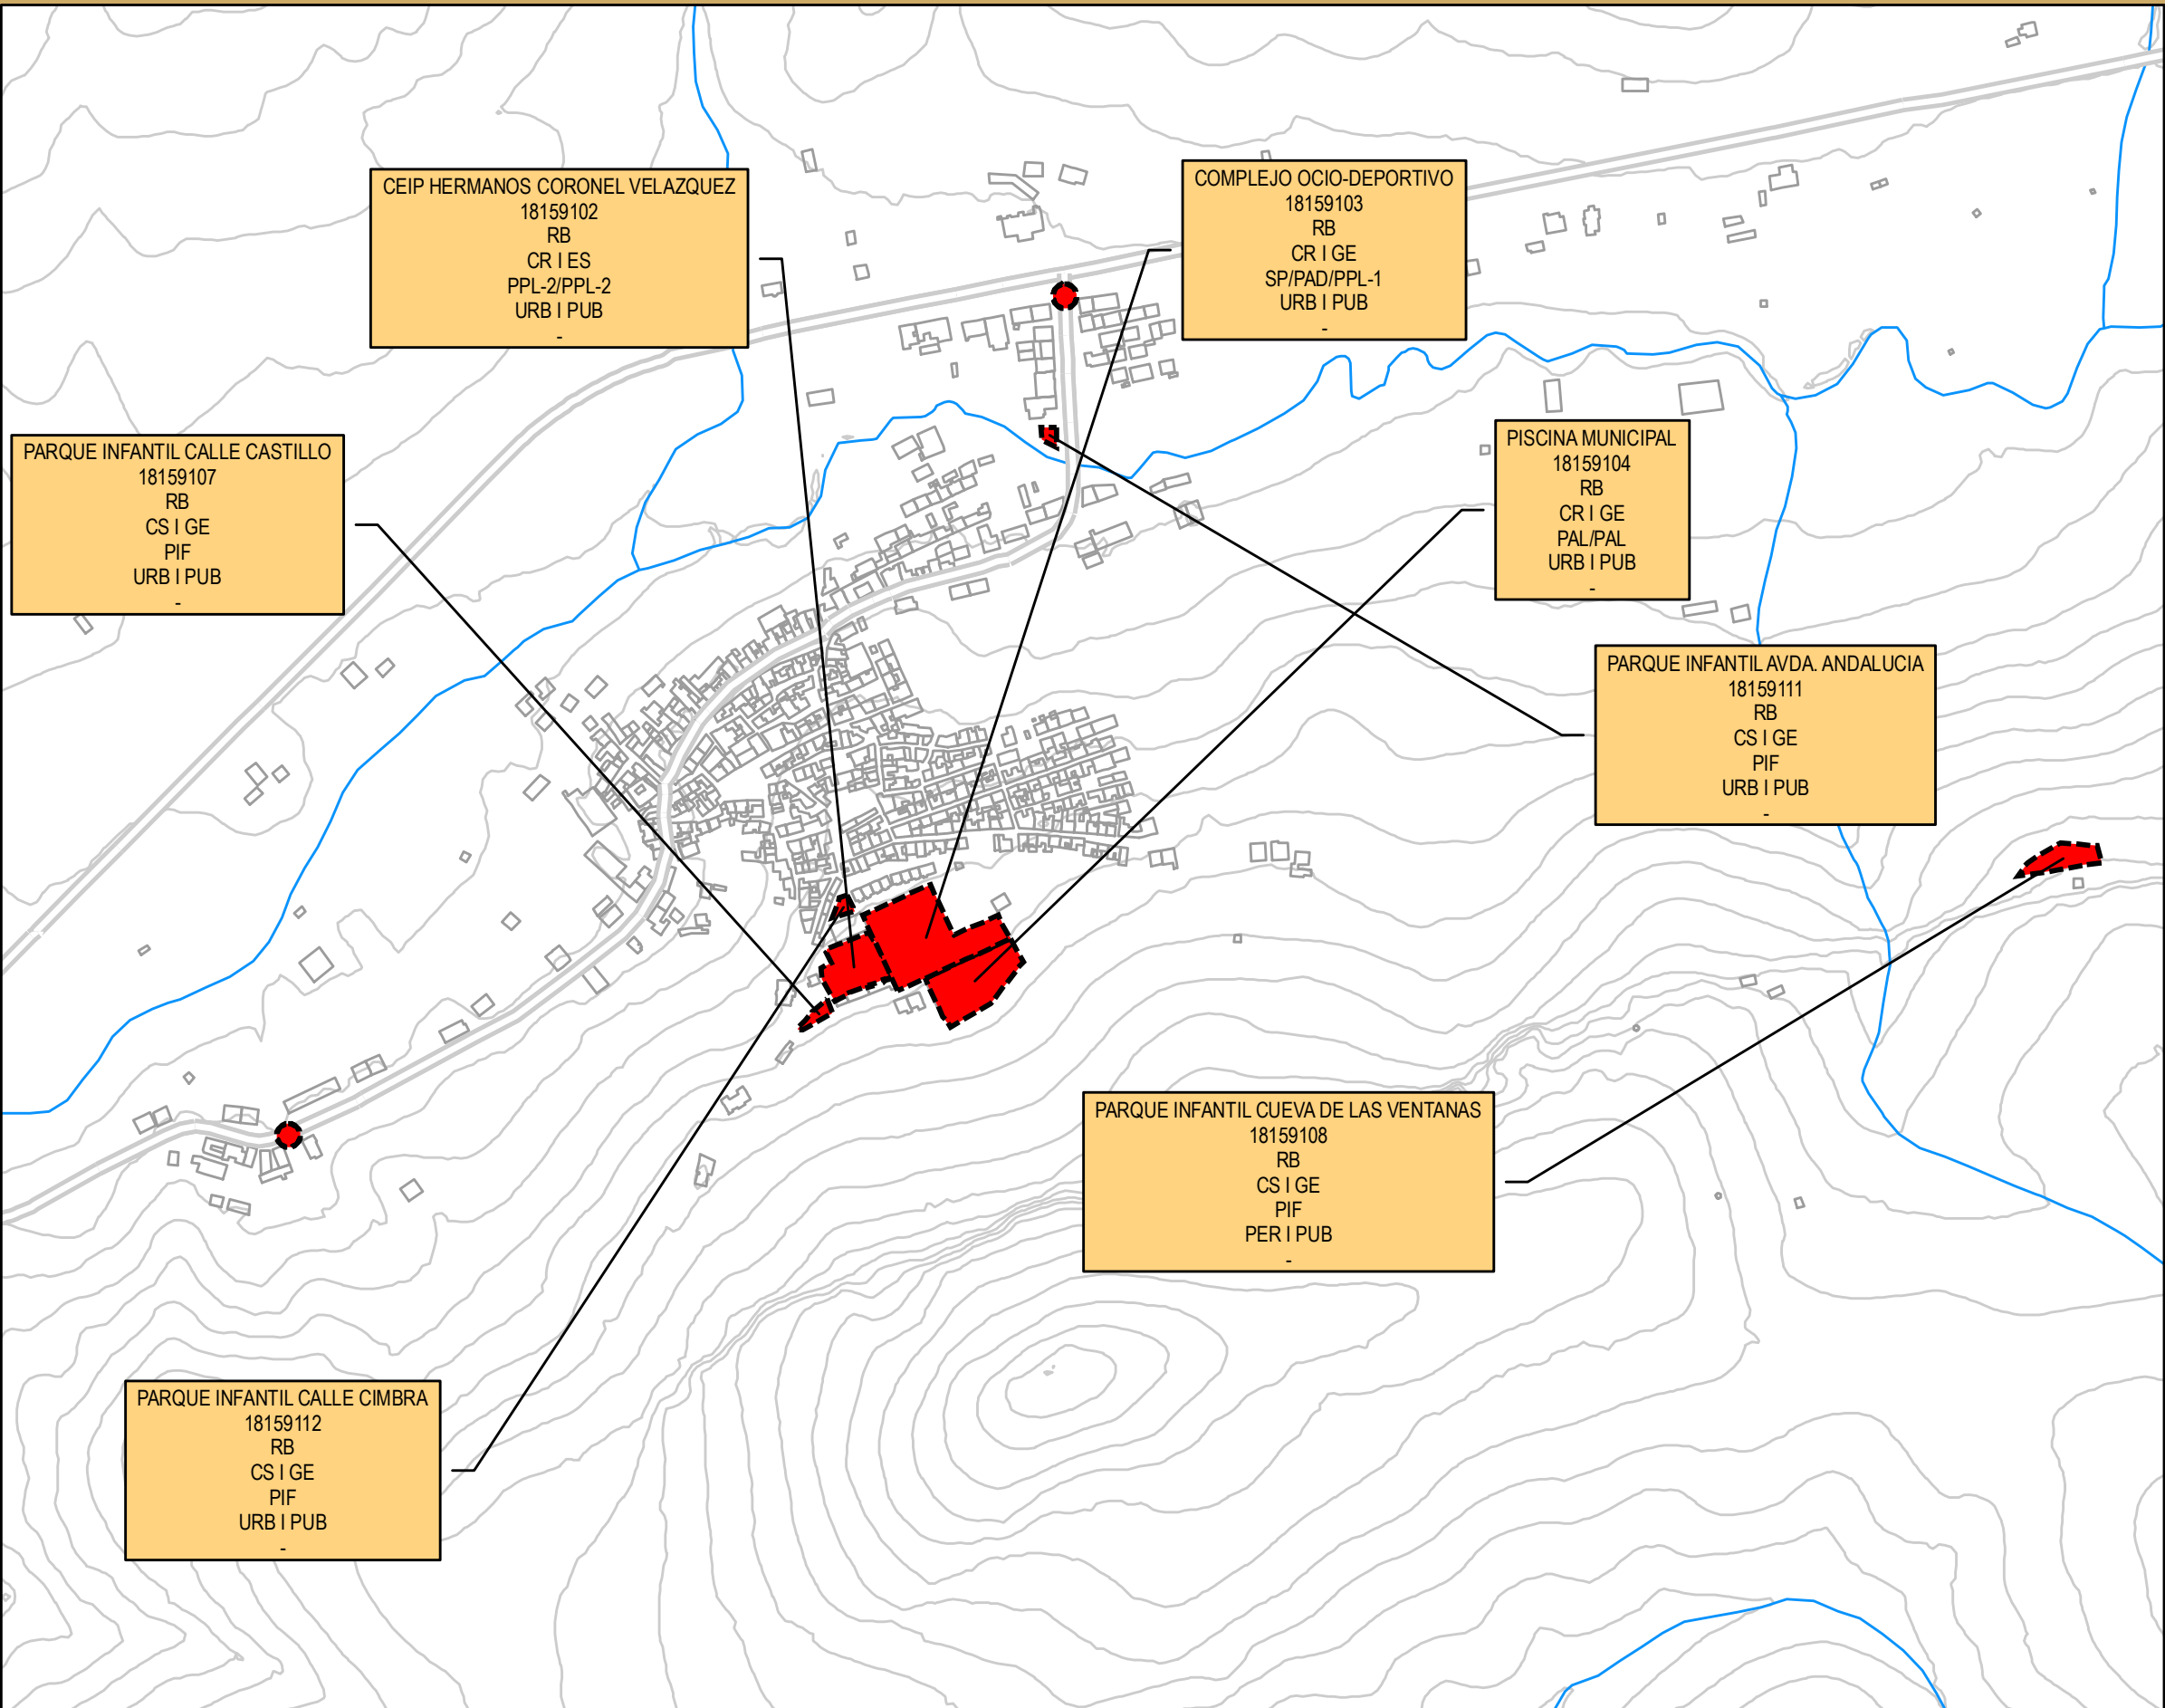 CEIP HERMANOS CORONEL VELAZQUEZ
18159102
RB
CR I ES
PPL-2/PPL-2
URB I PUB
-
COMPLEJO OCIO-DEPORTIVO
18159103
RB
CR I GE
SP/PAD/PPL-1
URB I PUB
-
PARQUE INFANTIL CALLE CASTILLO
18159107
RB
CS I GE
PIF
URB I PUB
-
PISCINA MUNICIPAL
18159104
RB
CR I GE
PAL/PAL
URB I PUB
-
PARQUE INFANTIL AVDA. ANDALUCIA
18159111
RB
CS I GE
PIF
URB I PUB
-
PARQUE INFANTIL CUEVA DE LAS VENTANAS
18159108
RB
CS I GE
PIF
PER I PUB
-
PARQUE INFANTIL CALLE CIMBRA
18159112
RB
CS I GE
PIF
URB I PUB
-